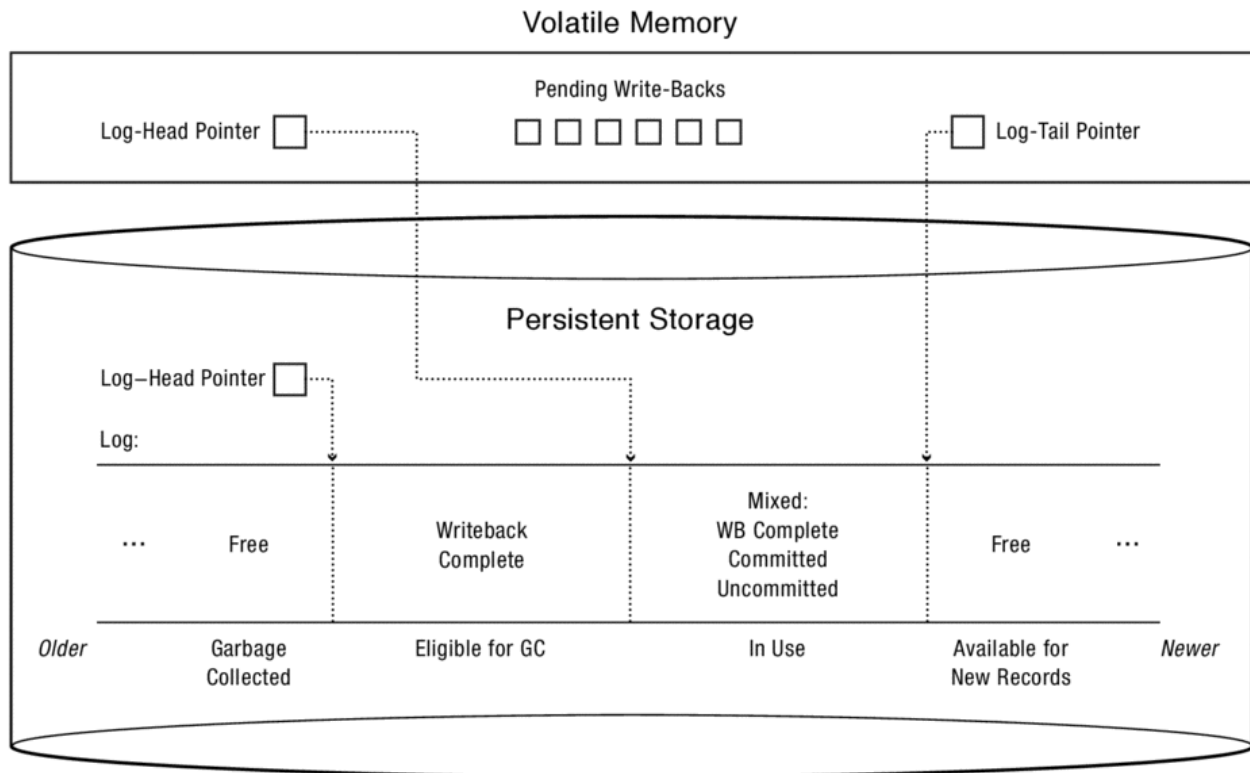 Volatile Memory
Pending Write-Backs
Log-Head Pointer
Log-Tail Pointer
Persistent Storage
Log–Head Pointer
Log:
...
Free
Writeback
Complete
Mixed:
WB Complete
Committed
Uncommitted
Free
...
Older
Garbage
Collected
Eligible for GC
In Use
Available for
New Records
Newer